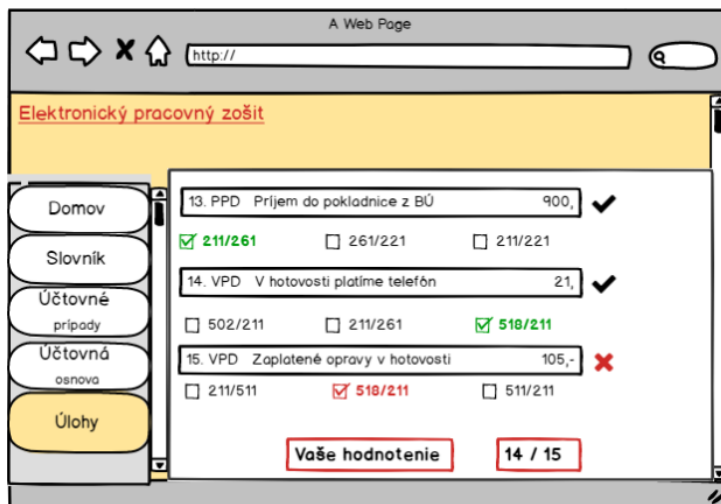 A Web Page
http://
Elektronický pracovný zošit
Domov
Slovník
Účtovné
prípady
Účtovná
osnova
Úlohy
13. PPD Príjem do pokladnice z BÚ 900,
211/261 261/221 211/221
14. VPD V hotovosti platíme telefón 21,
502/211 211/261 518/211
15. VPD Zaplatené opravy v hotovosti 105,-
211/511 518/211 511/211
Vaše hodnotenie 14 / 15